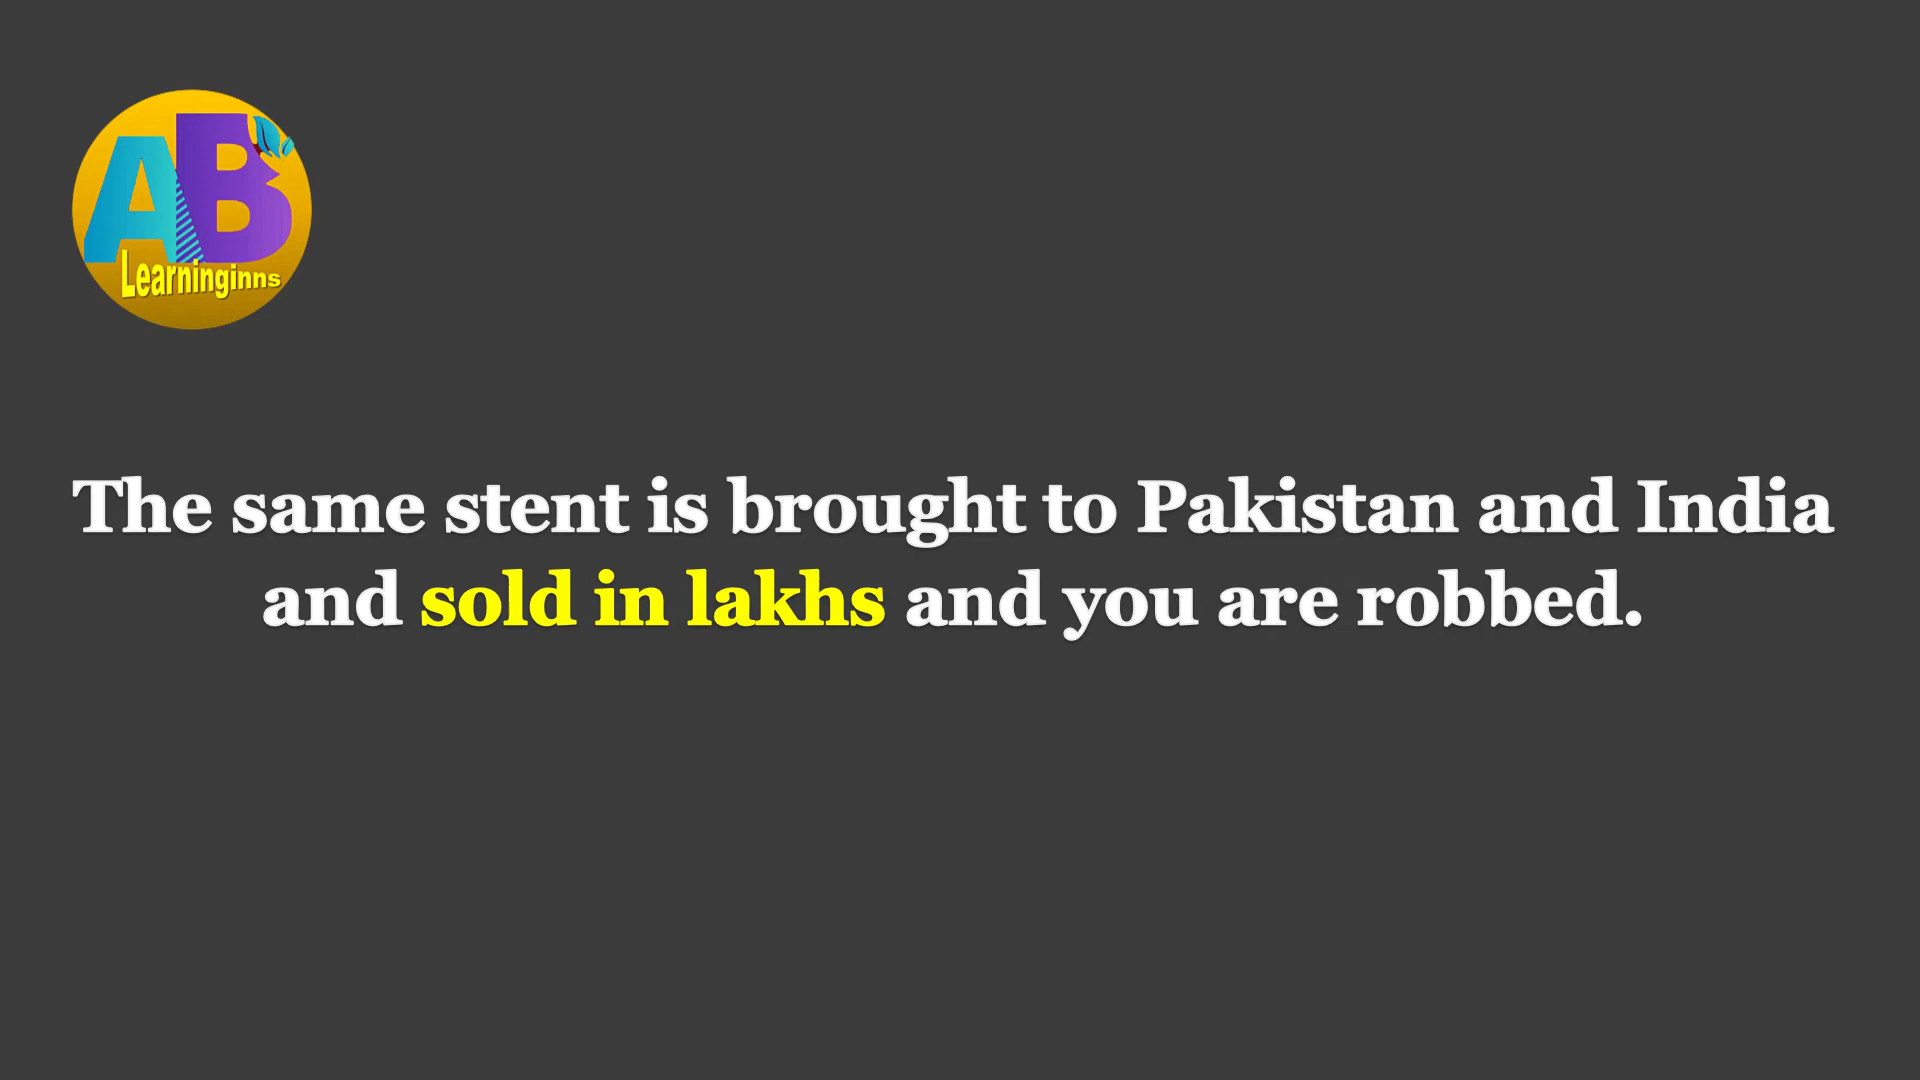 AB
Learninginns
The same stent is brought to Pakistan and India
and sold in lakhs and you are robbed.